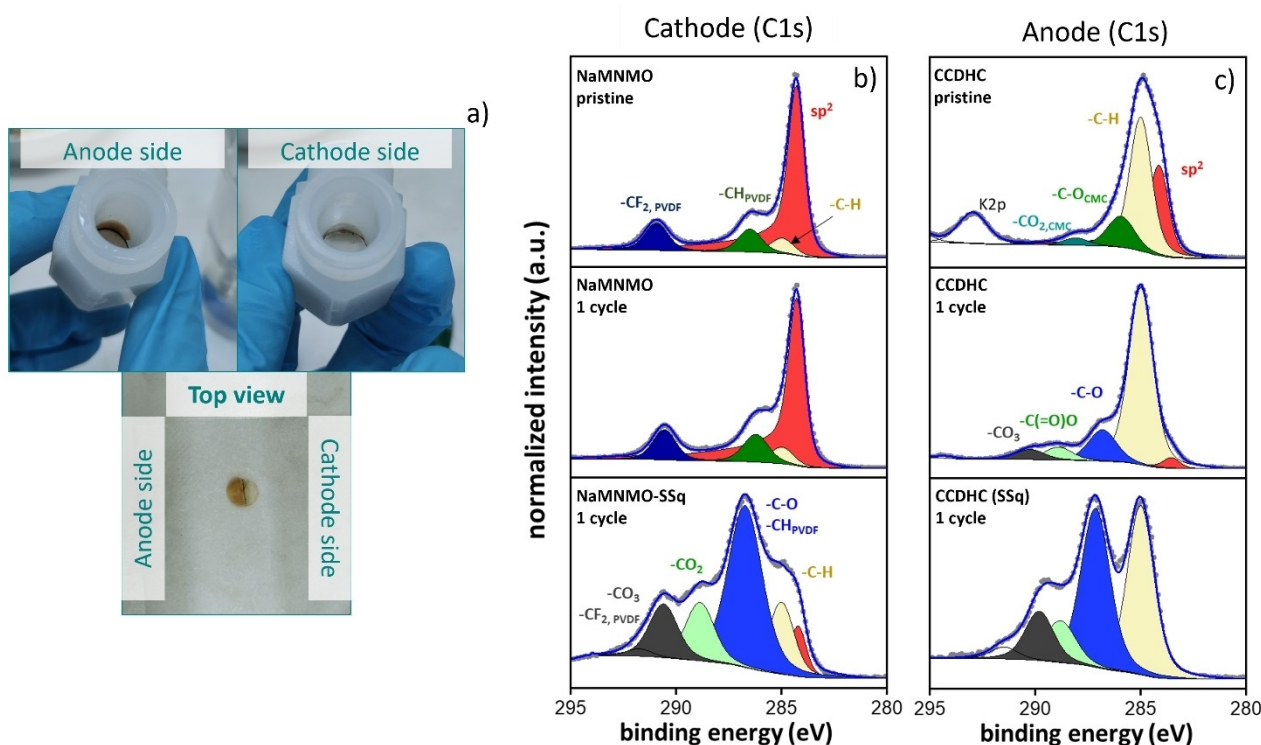 a)
Anode side
Cathode side
Top view
Anode side
Cathode side
Cathode (C1s)
Anode (C1s)
normalized intensity (a.u.)
b)
NaMNMO
pristine
sp²
-CF₂, PVDF
-CH_PVDF
-C-H
NaMNMO
1 cycle
NaMNMO-SSq
1 cycle
-C-O
-CH_PVDF
-CO₂
-C-H
-CO₃
-CF₂, PVDF
295
290
285
280
binding energy (eV)
c)
CCDHC
pristine
-C-H
sp²
-C-O_CMC
K2p
-CO₂,CMC
CCDHC
1 cycle
-C-O
-C(=O)O
-CO₃
CCDHC (SSq)
1 cycle
295
290
285
280
binding energy (eV)